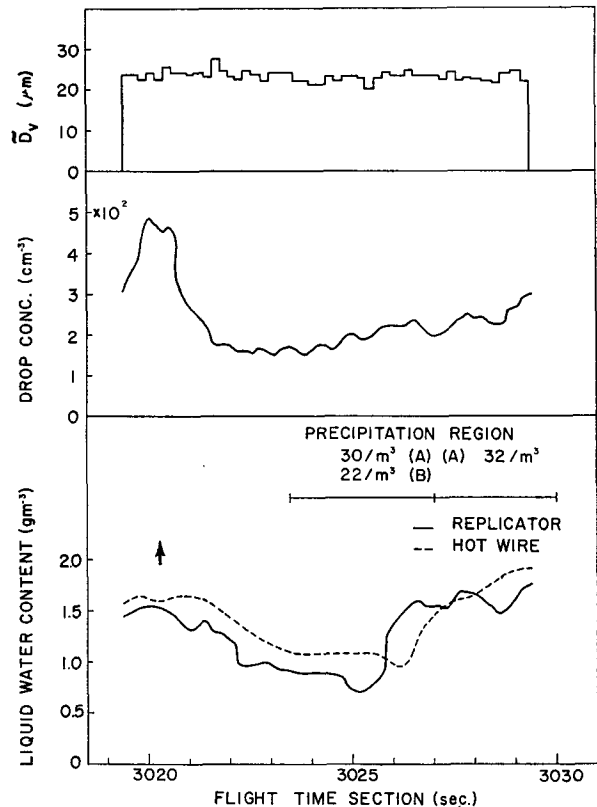 40
30
20
10
0
D̃v (μm)
5 ×10²
4
3
2
1
0
DROP CONC. (cm⁻³)
PRECIPITATION REGION
30/m³ (A) (A) 32/m³
22/m³ (B)
REPLICATOR
HOT WIRE
2.0
1.5
1.0
0.5
0
LIQUID WATER CONTENT (gm⁻³)
3020 3025 3030
FLIGHT TIME SECTION (sec.)